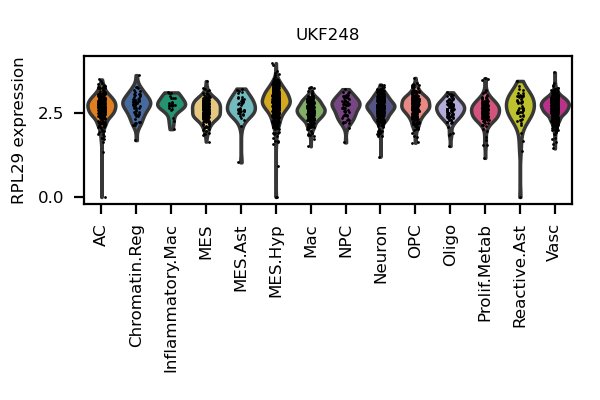 UKF248
RPL29 expression
2.5
0.0
AC
Chromatin.Reg
Inflammatory.Mac
MES
MES.Ast
MES.Hyp
Mac
NPC
Neuron
OPC
Oligo
Prolif.Metab
Reactive.Ast
Vasc